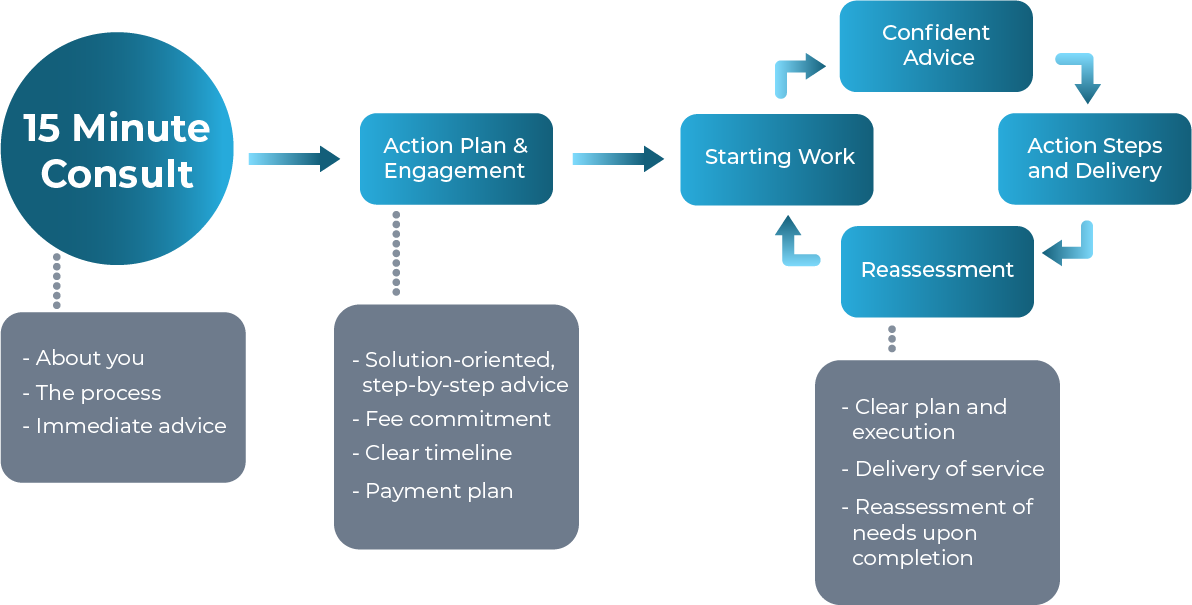 15 Minute
Consult
Action Plan &
Engagement
Starting Work
Confident
Advice
Action Steps
and Delivery
Reassessment
- About you
- The process
- Immediate advice
- Solution-oriented,
step-by-step advice
- Fee commitment
- Clear timeline
- Payment plan
- Clear plan and
execution
- Delivery of service
- Reassessment of
needs upon
completion